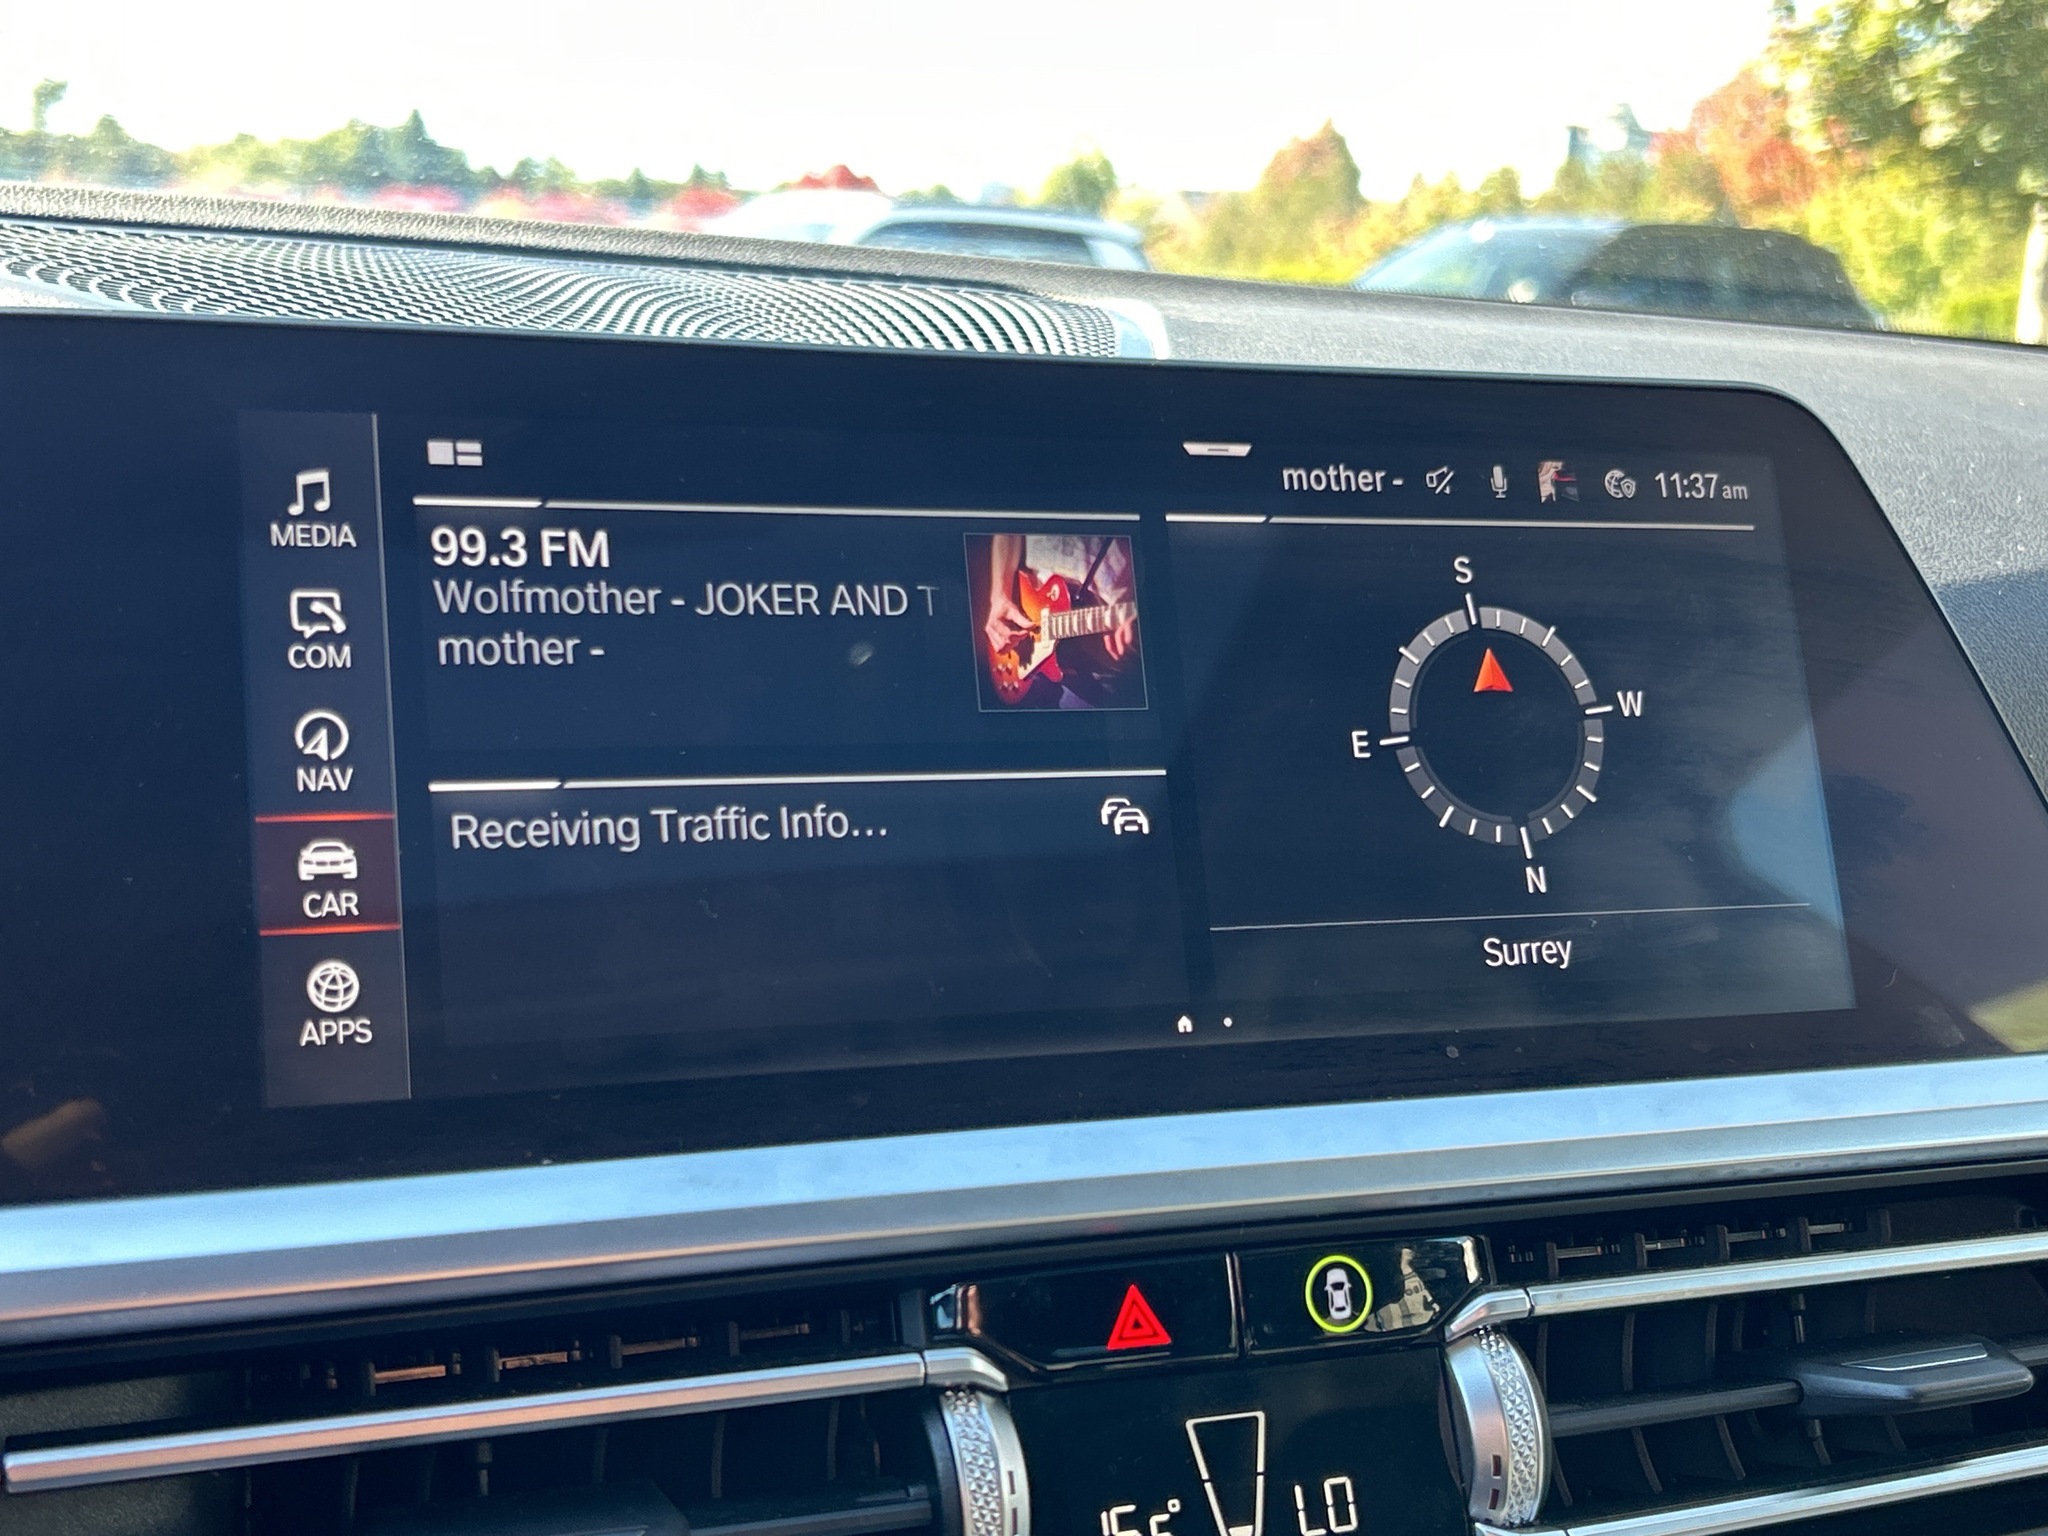 mother -
11:37 am
MEDIA
COM
NAV
CAR
APPS
99.3 FM
Wolfmother - JOKER AND T
mother -
Receiving Traffic Info...
S
W
E
N
Surrey
LO